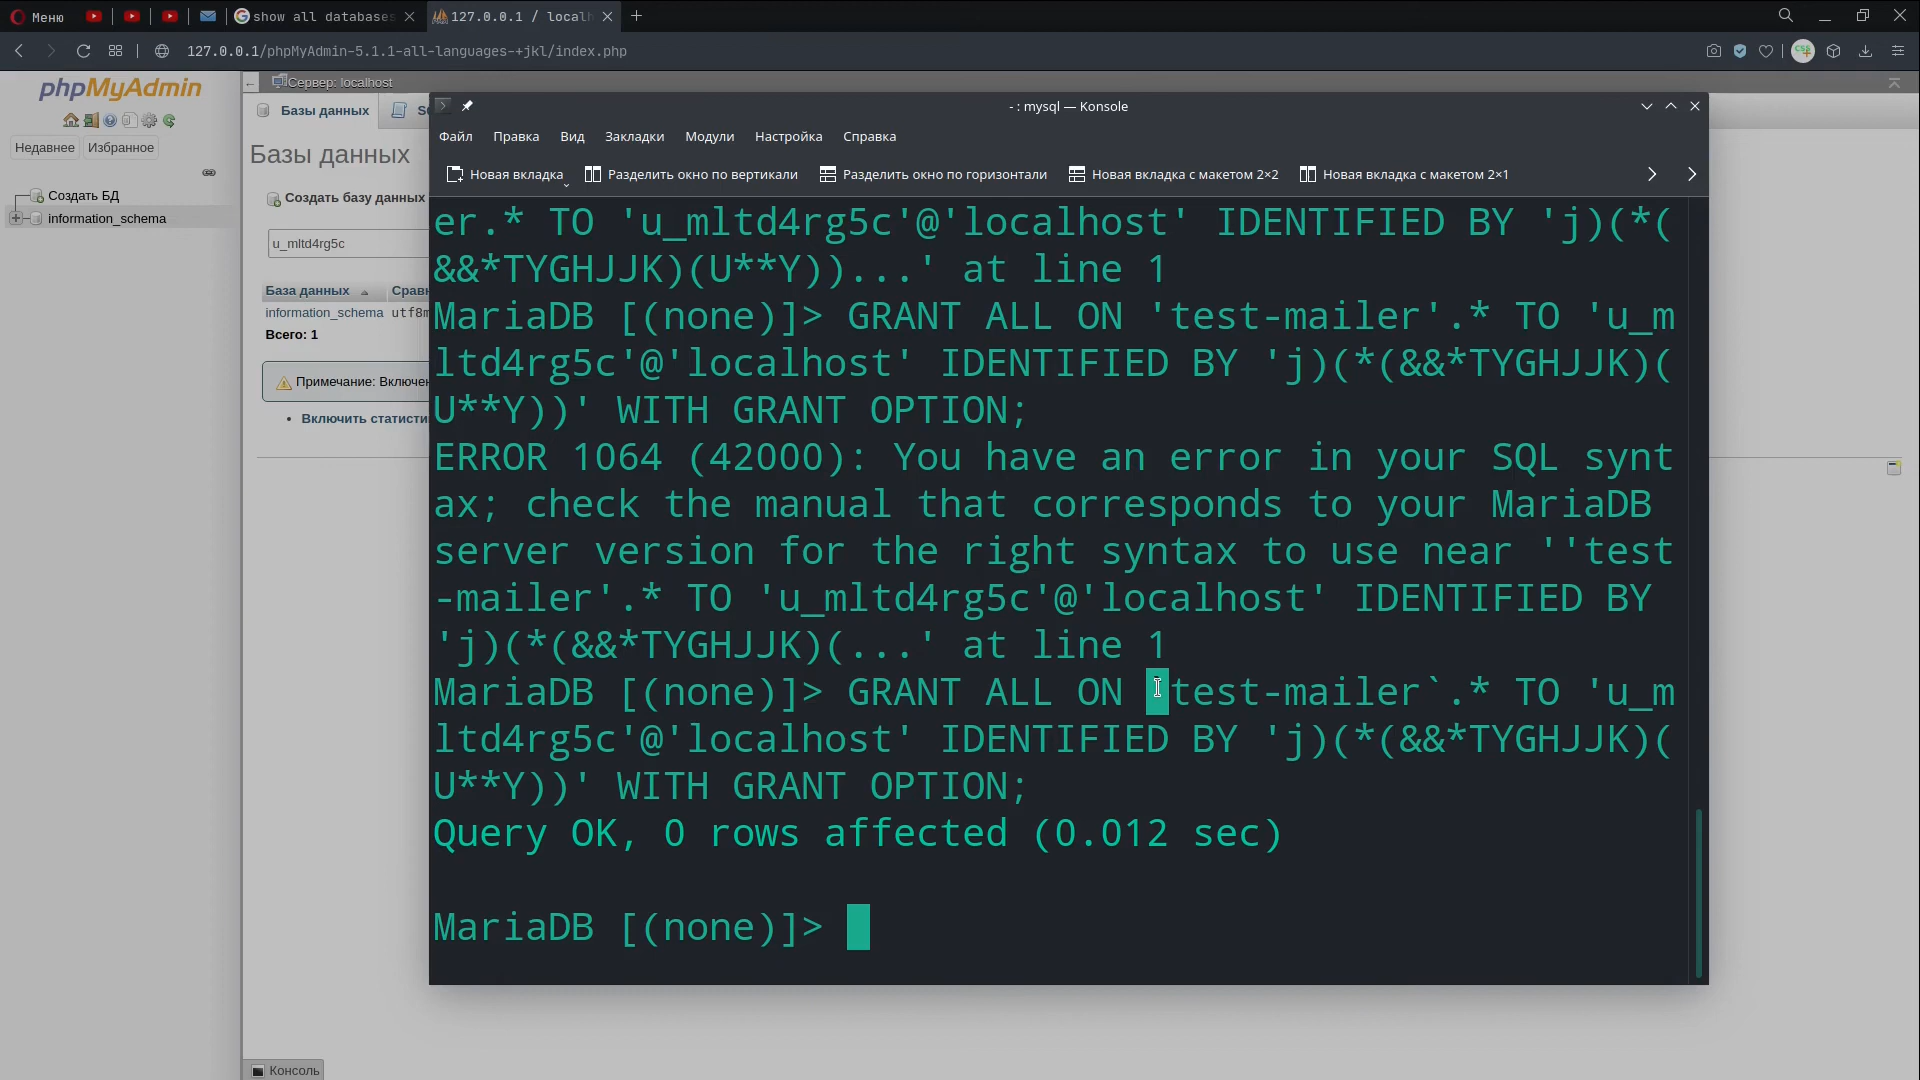 Меню
show all databases
127.0.0.1 / localh
127.0.0.1/phpMyAdmin-5.1.1-all-languages-+jkl/index.php
phpMyAdmin
Недавнее
Избранное
Создать БД
information_schema
Сервер: localhost
Базы данных
Базы данных
Создать базу данных
u_mltd4rg5c
База данных
information_schema
Всего: 1
Примечание:
Включить
Консоль
- : mysql — Konsole
Файл Правка Вид Закладки Модули Настройка Справка
Новая вкладка Разделить окно по вертикали Разделить окно по горизонтали Новая вкладка с макетом 2×2 Новая вкладка с макетом 2×1
er.* TO 'u_mltd4rg5c'@'localhost' IDENTIFIED BY 'j)(*(
&&*TYGHJJK)(U**Y))...' at line 1
MariaDB [(none)]> GRANT ALL ON 'test-mailer'.* TO 'u_m
ltd4rg5c'@'localhost' IDENTIFIED BY 'j)(*(&&*TYGHJJK)(
U**Y))' WITH GRANT OPTION;
ERROR 1064 (42000): You have an error in your SQL synt
ax; check the manual that corresponds to your MariaDB
server version for the right syntax to use near ''test
-mailer'.* TO 'u_mltd4rg5c'@'localhost' IDENTIFIED BY
'j)(*(&&*TYGHJJK)(...' at line 1
MariaDB [(none)]> GRANT ALL ON `test-mailer`.* TO 'u_m
ltd4rg5c'@'localhost' IDENTIFIED BY 'j)(*(&&*TYGHJJK)(
U**Y))' WITH GRANT OPTION;
Query OK, 0 rows affected (0.012 sec)
MariaDB [(none)]>